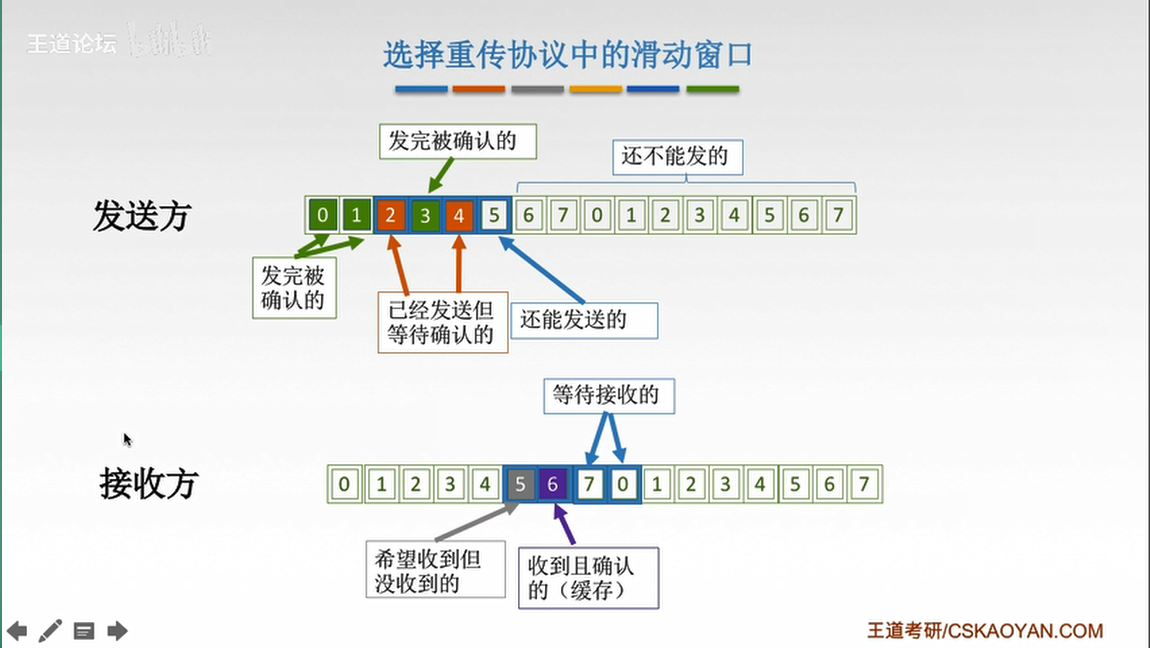 王道论坛
选择重传协议中的滑动窗口
发完被确认的
还不能发的
发送方
0 1 2 3 4 5 6 7 0 1 2 3 4 5 6 7
发完被
确认的
已经发送但
等待确认的
还能发送的
等待接收的
接收方
0 1 2 3 4 5 6 7 0 1 2 3 4 5 6 7
希望收到但
没收到的
收到且确认
的（缓存）
王道考研/CSKAOYAN.COM